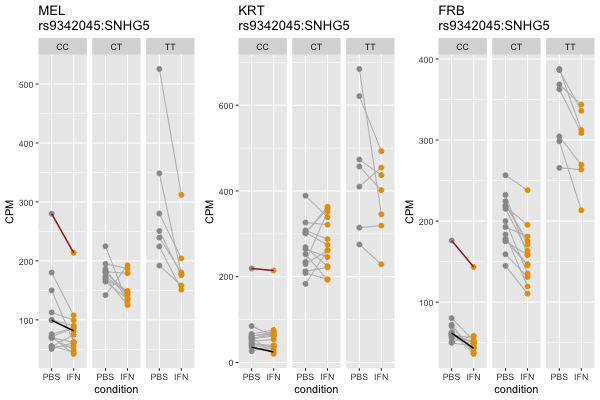 MEL
rs9342045:SNHG5
CC CT TT
500
400
300
200
100
CPM
PBS IFN PBS IFN PBS IFN
condition
KRT
rs9342045:SNHG5
CC CT TT
600
400
200
0
CPM
PBS IFN PBS IFN PBS IFN
condition
FRB
rs9342045:SNHG5
CC CT TT
400
300
200
100
CPM
PBS IFN PBS IFN PBS IFN
condition